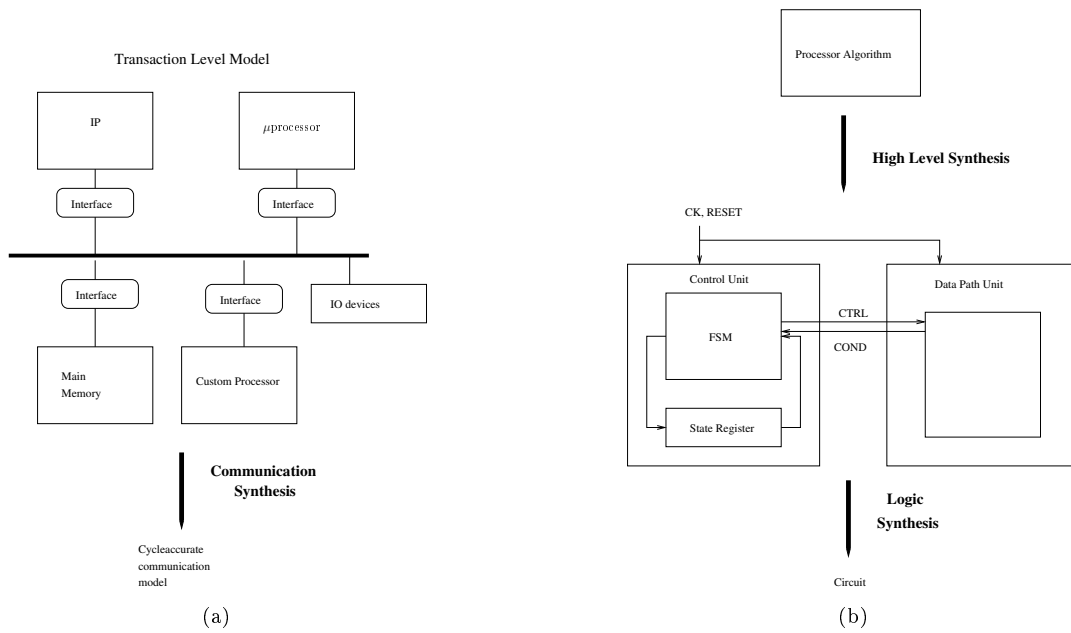 Transaction Level Model
IP
μprocessor
Interface
Interface
Interface
Interface
IO devices
Main
Memory
Custom Processor
Communication
Synthesis
Cycleaccurate
communication
model
(a)
Processor Algorithm
High Level Synthesis
CK, RESET
Control Unit
Data Path Unit
FSM
CTRL
COND
State Register
Logic
Synthesis
Circuit
(b)